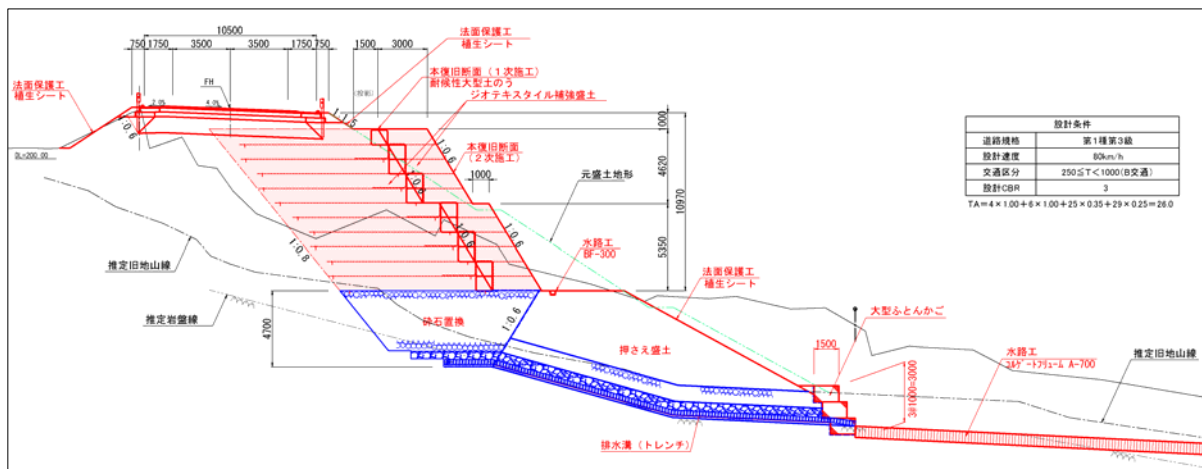 10500
750 1750 3500 3500 1750 750
1500 3000
法面保護工
植生シート
本復旧断面(1次施工)
耐候性大型土のう
ジオテキスタイル補強盛土
法面保護工
植生シート
FH
2.0%
4.0%
1:0.6
1:1.5
DL=200.00
1:0.6
本復旧断面
(2次施工)
1000
1:0.6
元盛土地形
1000
4620
10970
5350
設計条件
道路規格 第1種第3級
設計速度 80km/h
交通区分 250≦T<1000(B交通)
設計CBR 3
TA=4×1.00+6×1.00+25×0.35+29×0.25=26.0
1:0.8
1:0.6
1:0.6
水路工
BF-300
推定旧地山線
法面保護工
植生シート
推定岩盤線
4700
砕石置換
1:0.6
押さえ盛土
大型ふとんかご
1500
3@1000=3000
水路工
コルゲートフリューム A-700
推定旧地山線
排水溝(トレンチ)